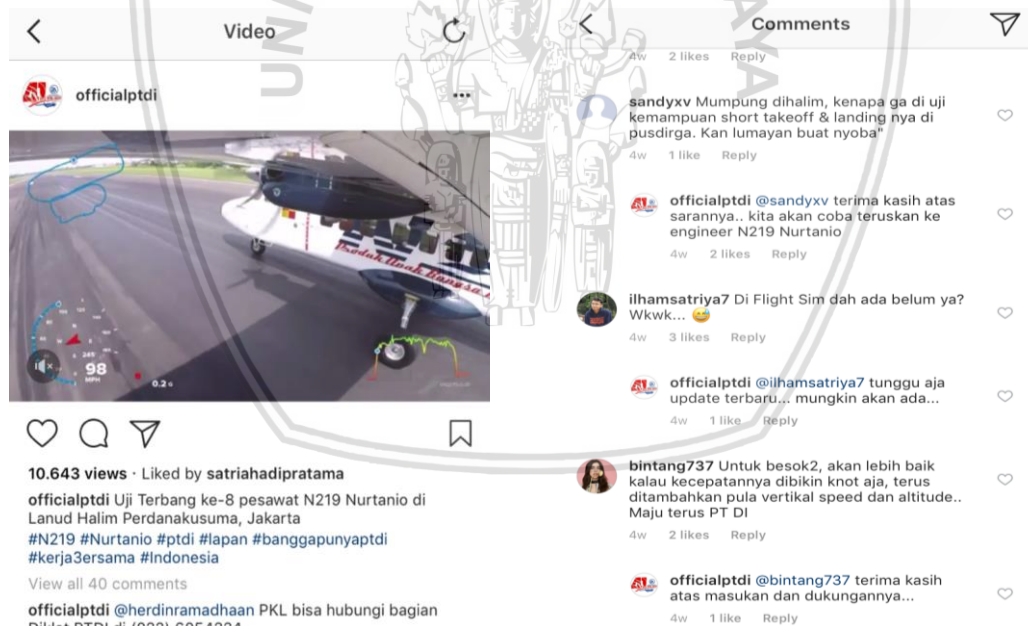 Video
officialptdi
Produk Anak Bangsa
98
MPH
0.2 G
10.643 views · Liked by satriahadipratama
officialptdi Uji Terbang ke-8 pesawat N219 Nurtanio di
Lanud Halim Perdanakusuma, Jakarta
#N219 #Nurtanio #ptdi #lapan #banggapunyaptdi
#kerja3ersama #Indonesia
View all 40 comments
officialptdi @herdinramadhaan PKL bisa hubungi bagian
Comments
4w 2 likes Reply
sandyxv Mumpung dihalim, kenapa ga di uji
kemampuan short takeoff & landing nya di
pusdirga. Kan lumayan buat nyoba"
4w 1 like Reply
officialptdi @sandyxv terima kasih atas
sarannya.. kita akan coba teruskan ke
engineer N219 Nurtanio
4w 2 likes Reply
ilhamsatriya7 Di Flight Sim dah ada belum ya?
Wkwk... 😅
4w 3 likes Reply
officialptdi @ilhamsatriya7 tunggu aja
update terbaru... mungkin akan ada...
4w 1 like Reply
bintang737 Untuk besok2, akan lebih baik
kalau kecepatannya dibikin knot aja, terus
ditambahkan pula vertikal speed dan altitude..
Maju terus PT DI
4w 2 likes Reply
officialptdi @bintang737 terima kasih
atas masukan dan dukungannya...
4w 1 like Reply
UN
AYA